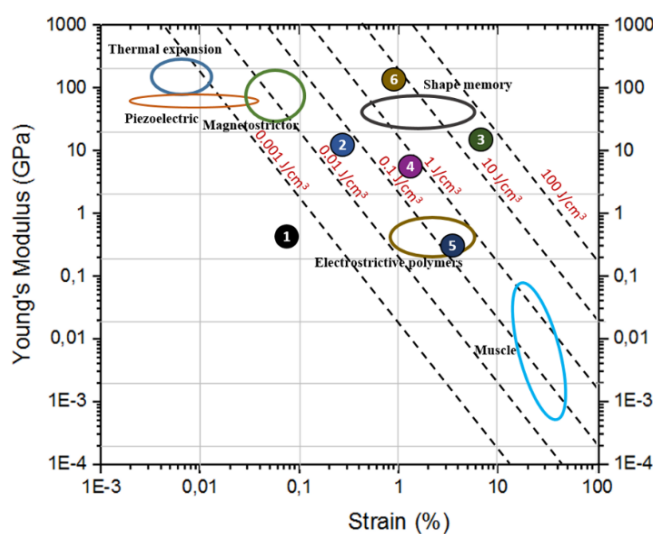 1000
1000
Thermal expansion
100
6
100
Shape memory
Piezoelectric
Magnetostrictor
2
3
10
10
0.001 J/cm³
0.01 J/cm³
0.1 J/cm³
4
1 J/cm³
10 J/cm³
100 J/cm³
1
1
1
5
Electrostrictive polymers
0,1
0,1
0,01
0,01
Muscle
1E-3
1E-3
1E-4
1E-4
1E-3
0,01
0,1
1
10
100
Young's Modulus (GPa)
Strain (%)